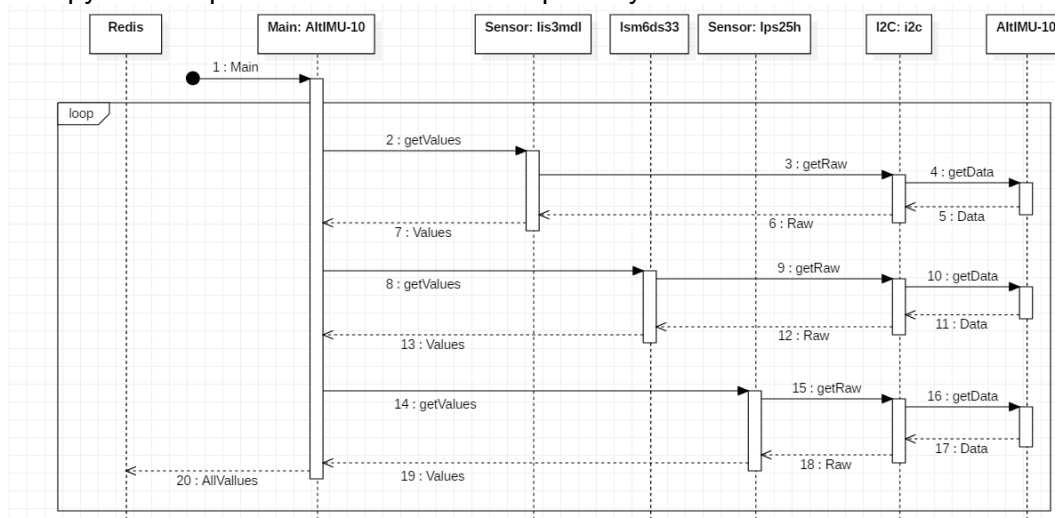 Redis
Main: AltIMU-10
Sensor: lis3mdl
lsm6ds33
Sensor: lps25h
I2C: i2c
AltIMU-10
1 : Main
loop
2 : getValues
3 : getRaw
4 : getData
5 : Data
6 : Raw
7 : Values
8 : getValues
9 : getRaw
10 : getData
11 : Data
12 : Raw
13 : Values
14 : getValues
15 : getRaw
16 : getData
17 : Data
18 : Raw
19 : Values
20 : AllVallues